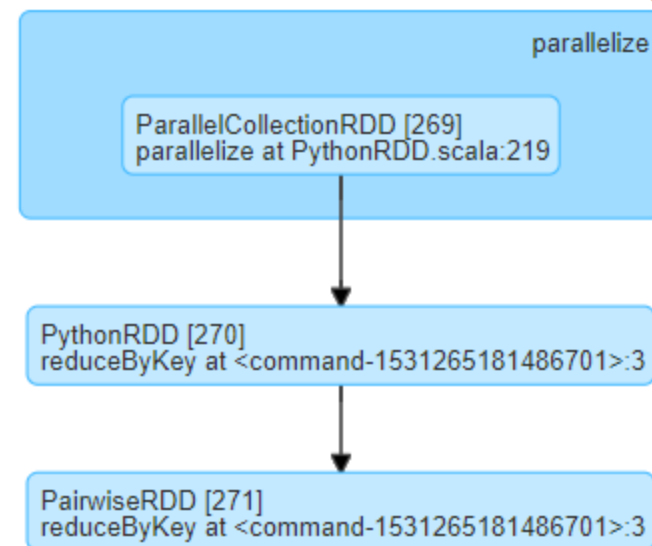 parallelize
ParallelCollectionRDD [269]
parallelize at PythonRDD.scala:219
PythonRDD [270]
reduceByKey at <command-1531265181486701>:3
PairwiseRDD [271]
reduceByKey at <command-1531265181486701>:3